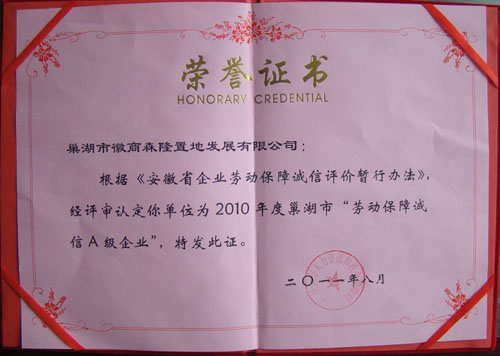 荣誉证书
HONORARY CREDENTIAL
巢湖市徽商森隆置地发展有限公司：
根据《安徽省企业劳动保障诚信评价暂行办法》，
经评审认定你单位为2010年度巢湖市“劳动保障诚
信A级企业”，特发此证。
二〇一一年八月